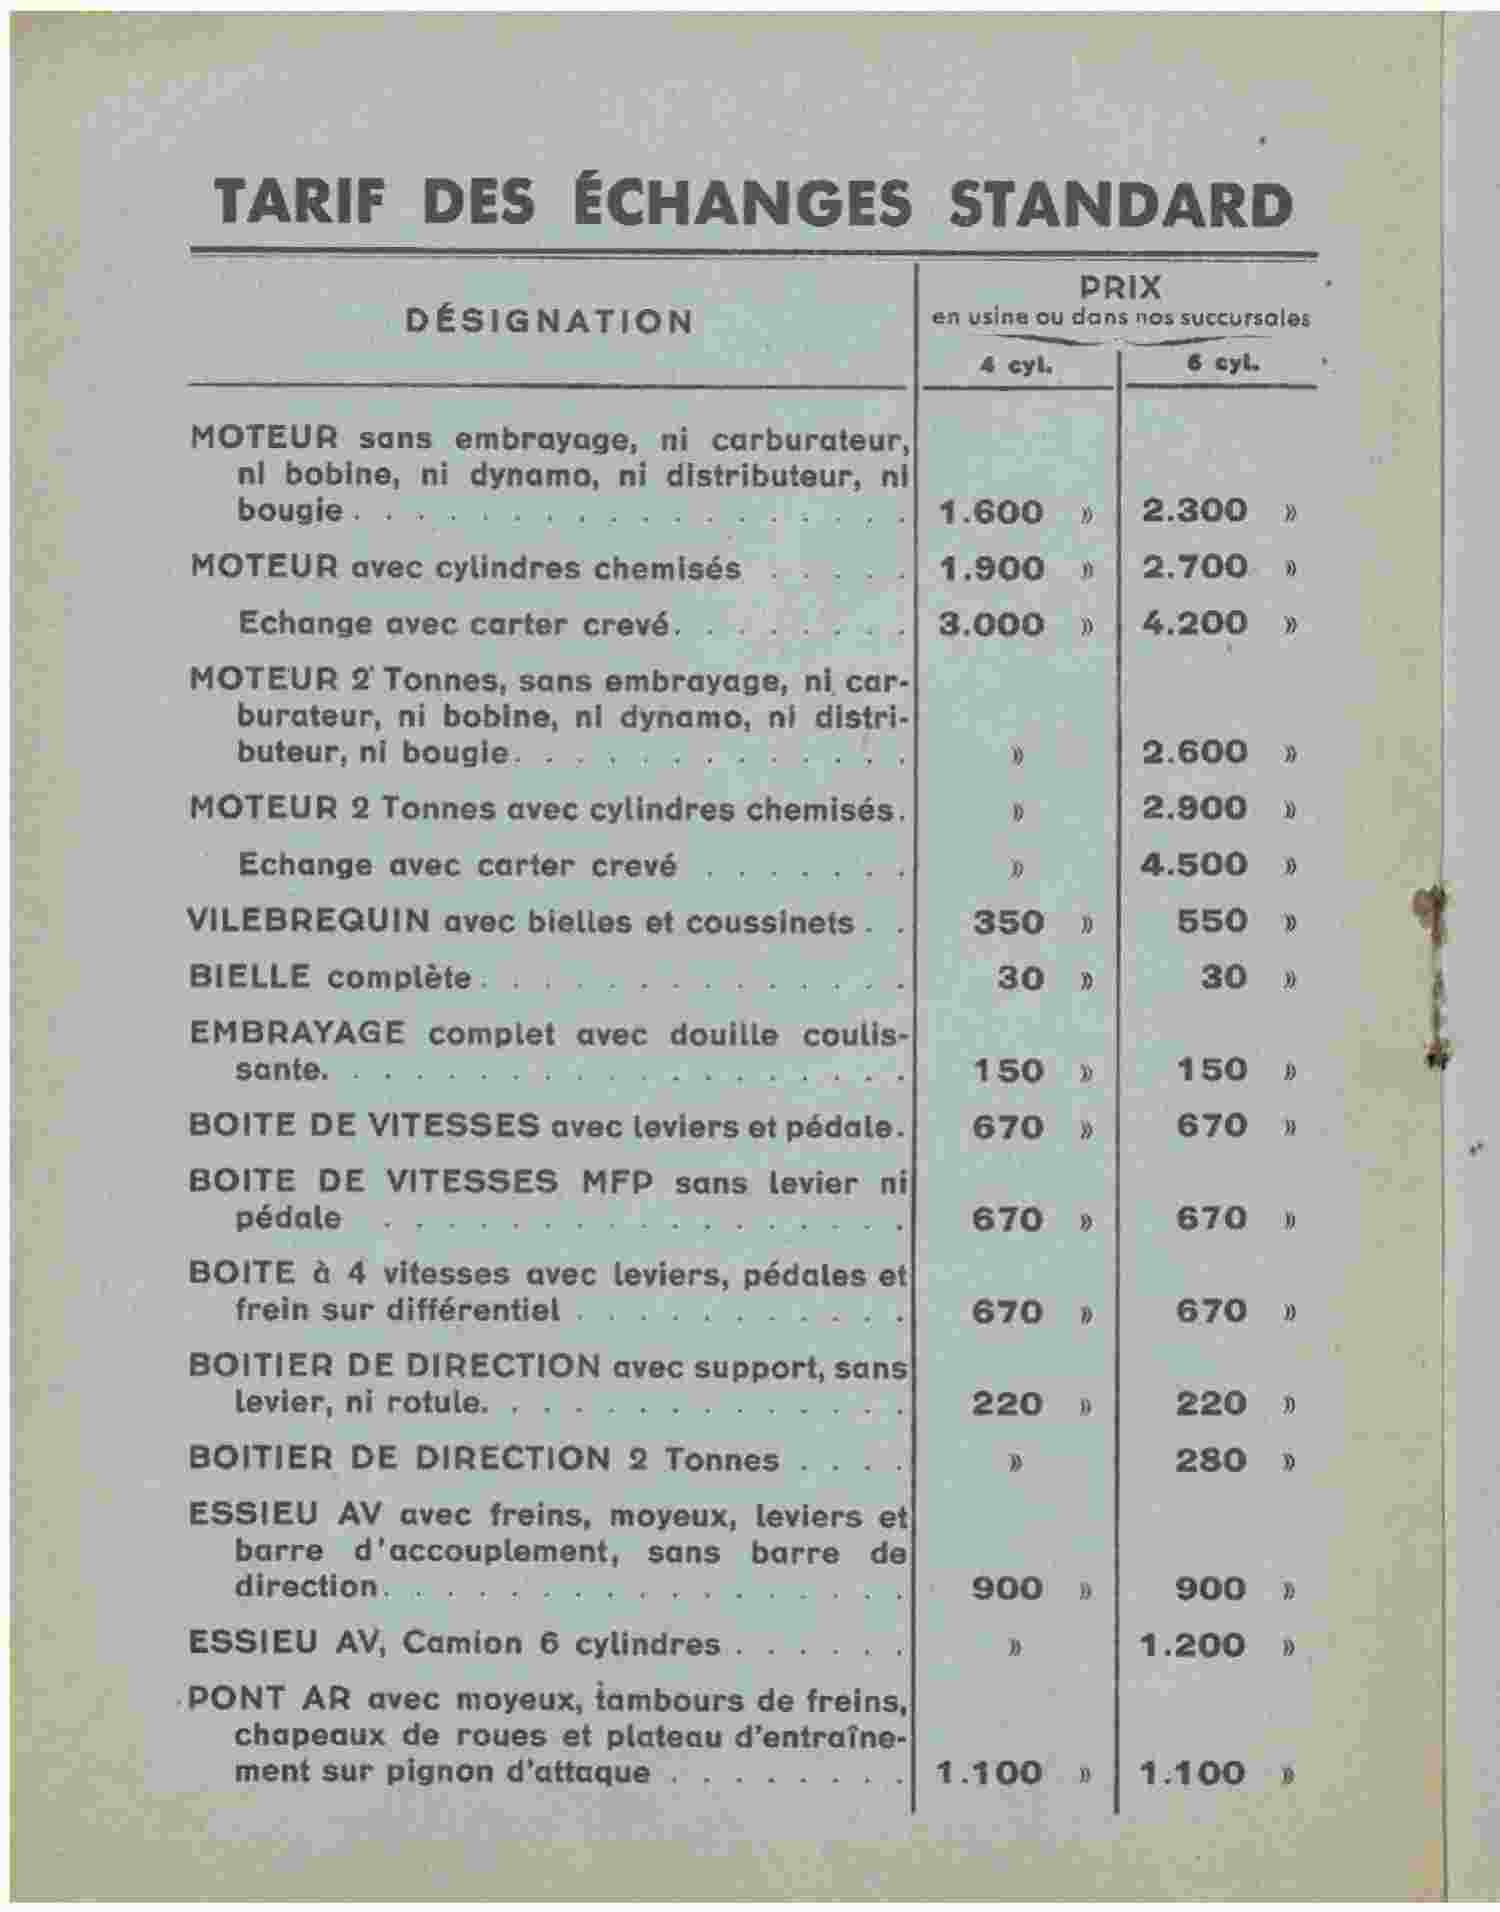 TARIF DES ÉCHANGES STANDARD
DÉSIGNATION
PRIX
en usine ou dans nos succursales
4 cyl. 6 cyl.
MOTEUR sans embrayage, ni carburateur,
ni bobine, ni dynamo, ni distributeur, ni
bougie . . . . . . . . . . . . . . . . . . 1.600 » 2.300 »
MOTEUR avec cylindres chemisés . . . . . 1.900 » 2.700 »
Echange avec carter crevé. . . . . . . . 3.000 » 4.200 »
MOTEUR 2 Tonnes, sans embrayage, ni car-
burateur, ni bobine, ni dynamo, ni distri-
buteur, ni bougie. . . . . . . . . . . . . » 2.600 »
MOTEUR 2 Tonnes avec cylindres chemisés. » 2.900 »
Echange avec carter crevé . . . . . . . » 4.500 »
VILEBREQUIN avec bielles et coussinets . . 350 » 550 »
BIELLE complète . . . . . . . . . . . . . . 30 » 30 »
EMBRAYAGE complet avec douille coulis-
sante. . . . . . . . . . . . . . . . . . . 150 » 150 »
BOITE DE VITESSES avec leviers et pédale. 670 » 670 »
BOITE DE VITESSES MFP sans levier ni
pédale . . . . . . . . . . . . . . . . . 670 » 670 »
BOITE à 4 vitesses avec leviers, pédales et
frein sur différentiel . . . . . . . . . . . 670 » 670 »
BOITIER DE DIRECTION avec support, sans
levier, ni rotule. . . . . . . . . . . . . . 220 » 220 »
BOITIER DE DIRECTION 2 Tonnes . . . . » 280 »
ESSIEU AV avec freins, moyeux, leviers et
barre d'accouplement, sans barre de
direction. . . . . . . . . . . . . . . . . 900 » 900 »
ESSIEU AV, Camion 6 cylindres . . . . . . » 1.200 »
PONT AR avec moyeux, tambours de freins,
chapeaux de roues et plateau d'entraîne-
ment sur pignon d'attaque . . . . . . . . 1.100 » 1.100 »